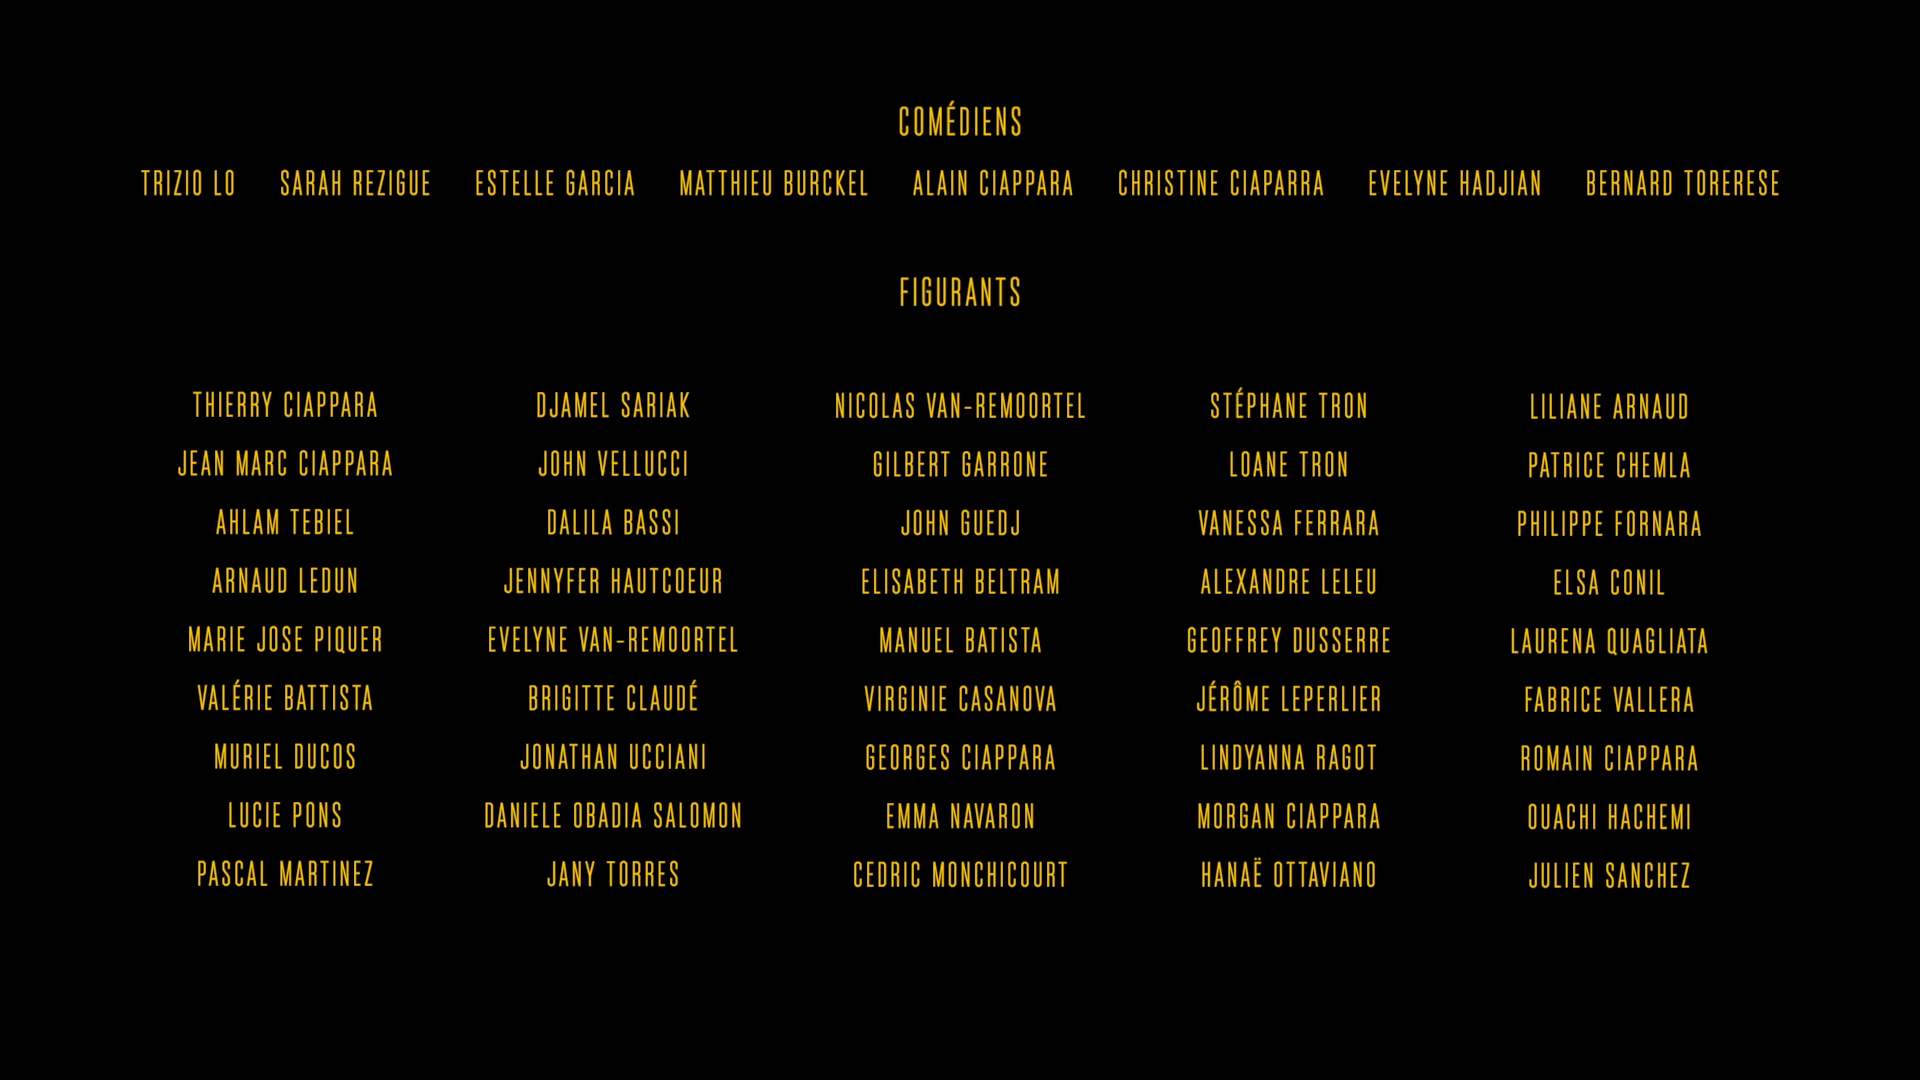 COMÉDIENS
TRIZIO LO SARAH REZIGUE ESTELLE GARCIA MATTHIEU BURCKEL ALAIN CIAPPARA CHRISTINE CIAPARRA EVELYNE HADJIAN BERNARD TORERESE
FIGURANTS
THIERRY CIAPPARA DJAMEL SARIAK NICOLAS VAN-REMOORTEL STÉPHANE TRON LILIANE ARNAUD
JEAN MARC CIAPPARA JOHN VELLUCCI GILBERT GARRONE LOANE TRON PATRICE CHEMLA
AHLAM TEBIEL DALILA BASSI JOHN GUEDJ VANESSA FERRARA PHILIPPE FORNARA
ARNAUD LEDUN JENNYFER HAUTCOEUR ELISABETH BELTRAM ALEXANDRE LELEU ELSA CONIL
MARIE JOSE PIQUER EVELYNE VAN-REMOORTEL MANUEL BATISTA GEOFFREY DUSSERRE LAURENA QUAGLIATA
VALÉRIE BATTISTA BRIGITTE CLAUDÉ VIRGINIE CASANOVA JÉRÔME LEPERLIER FABRICE VALLERA
MURIEL DUCOS JONATHAN UCCIANI GEORGES CIAPPARA LINDYANNA RAGOT ROMAIN CIAPPARA
LUCIE PONS DANIELE OBADIA SALOMON EMMA NAVARON MORGAN CIAPPARA OUACHI HACHEMI
PASCAL MARTINEZ JANY TORRES CEDRIC MONCHICOURT HANAË OTTAVIANO JULIEN SANCHEZ